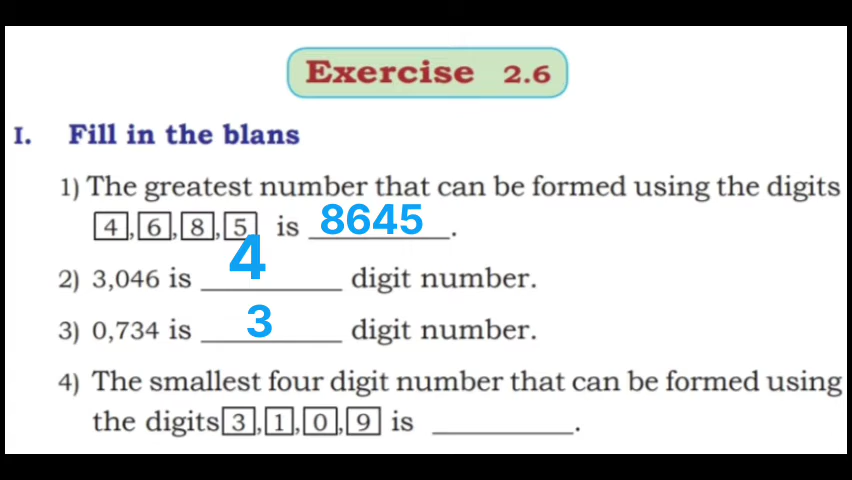 Exercise 2.6
I. Fill in the blans
1) The greatest number that can be formed using the digits
4, 6, 8, 5 is 8645.
2) 3,046 is 4 digit number.
3) 0,734 is 3 digit number.
4) The smallest four digit number that can be formed using
the digits 3, 1, 0, 9 is ________.